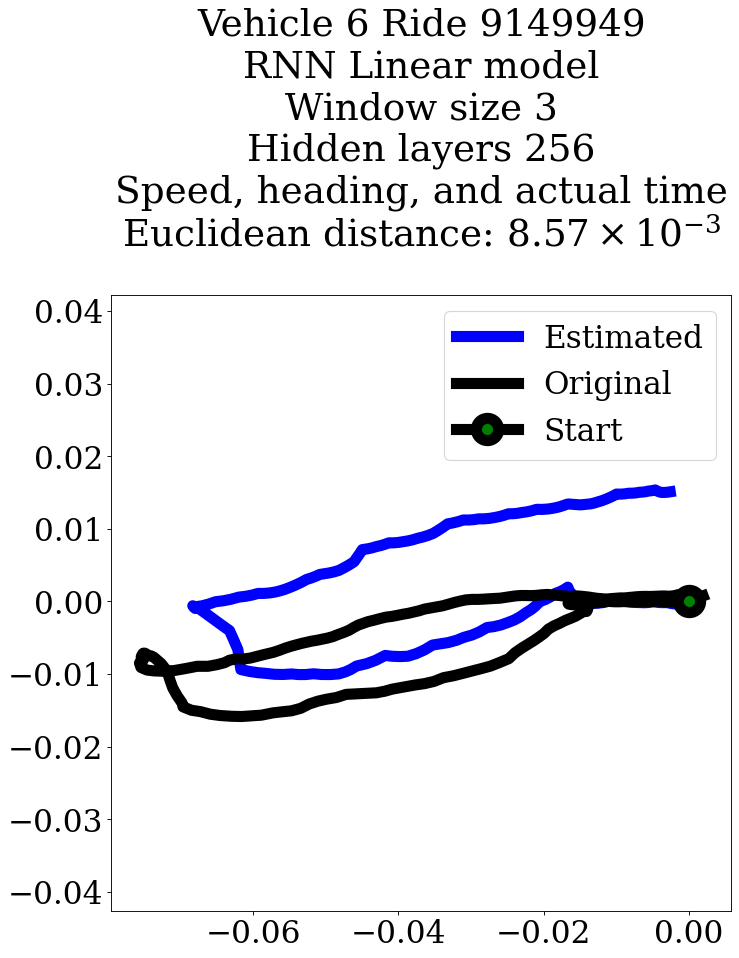 Vehicle 6 Ride 9149949
RNN Linear model
Window size 3
Hidden layers 256
Speed, heading, and actual time
Euclidean distance: 8.57 × 10⁻³
Estimated
Original
Start
0.04
0.03
0.02
0.01
0.00
−0.01
−0.02
−0.03
−0.04
−0.06 −0.04 −0.02 0.00